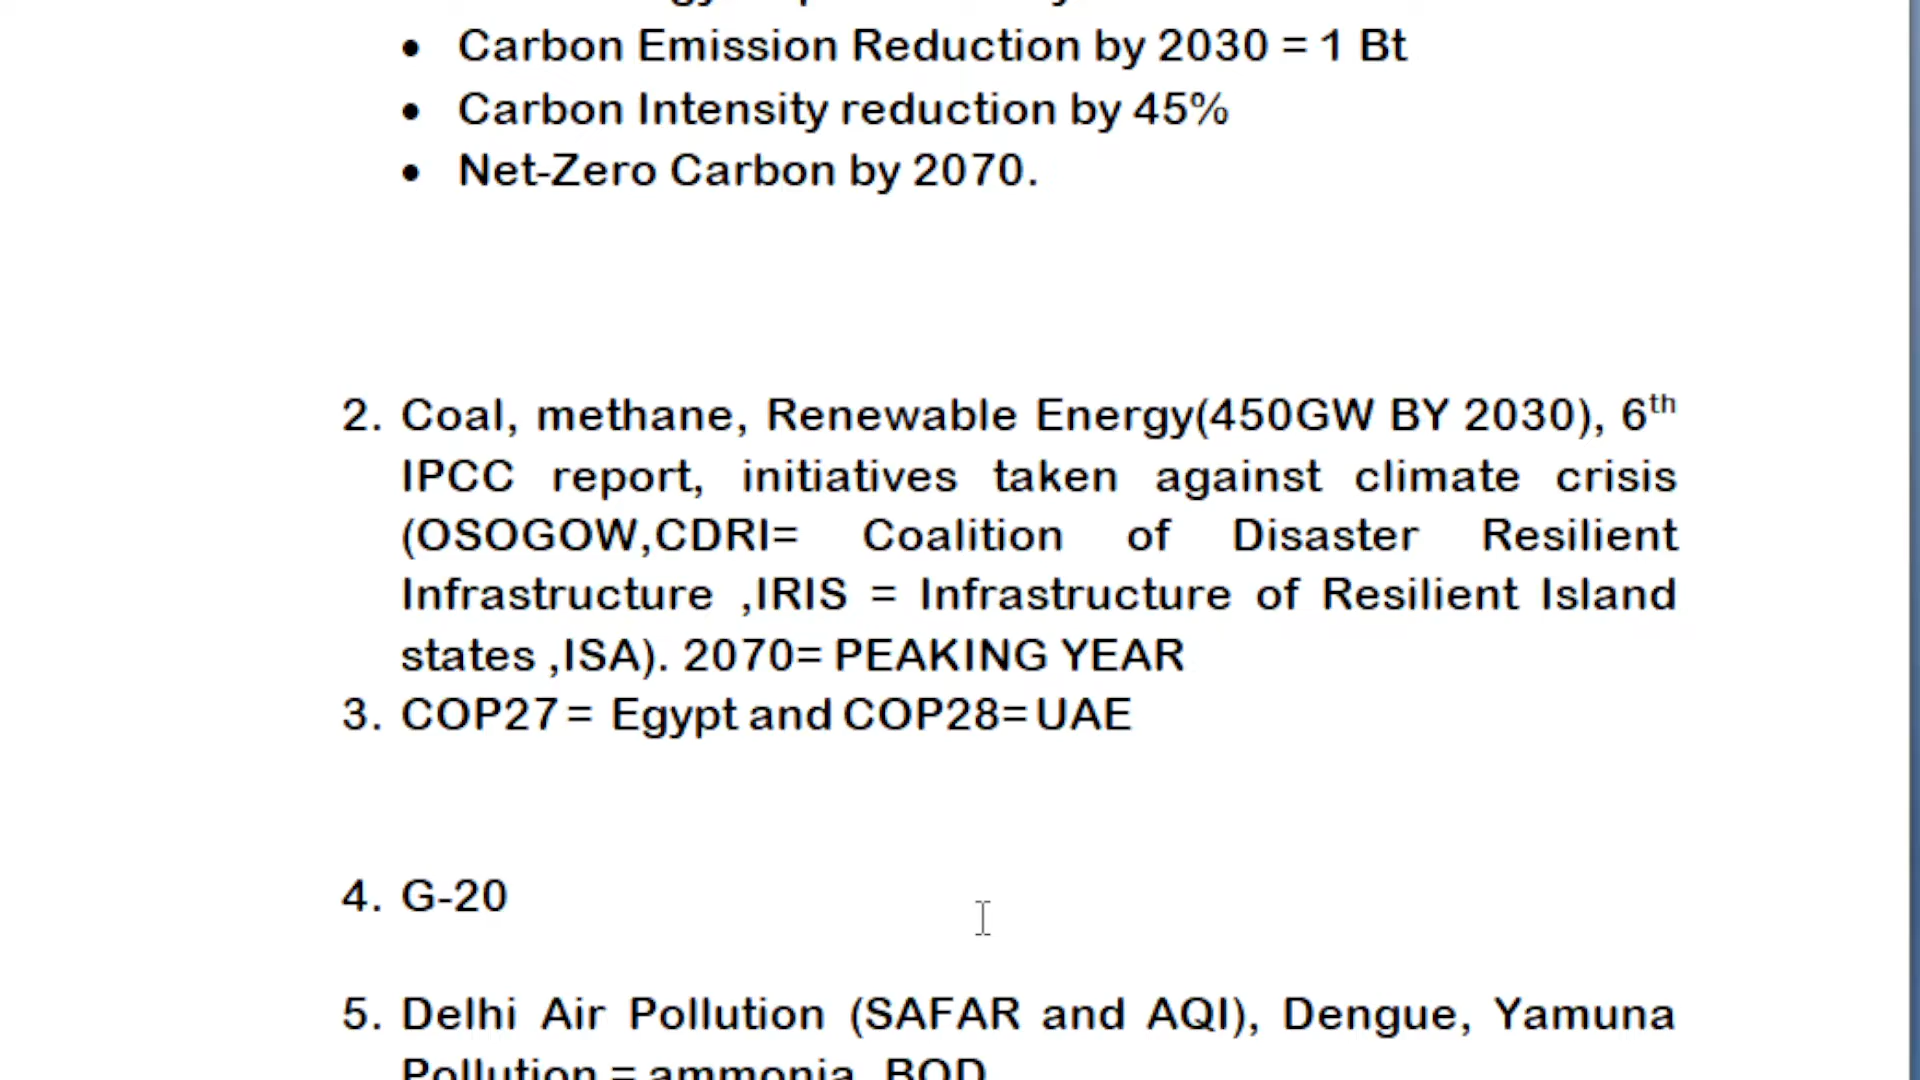 • Carbon Emission Reduction by 2030 = 1 Bt
• Carbon Intensity reduction by 45%
• Net-Zero Carbon by 2070.
2. Coal, methane, Renewable Energy(450GW BY 2030), 6th
IPCC report, initiatives taken against climate crisis
(OSOGOW,CDRI= Coalition of Disaster Resilient
Infrastructure ,IRIS = Infrastructure of Resilient Island
states ,ISA). 2070= PEAKING YEAR
3. COP27= Egypt and COP28=UAE
4. G-20
5. Delhi Air Pollution (SAFAR and AQI), Dengue, Yamuna
Pollution = ammonia, BOD